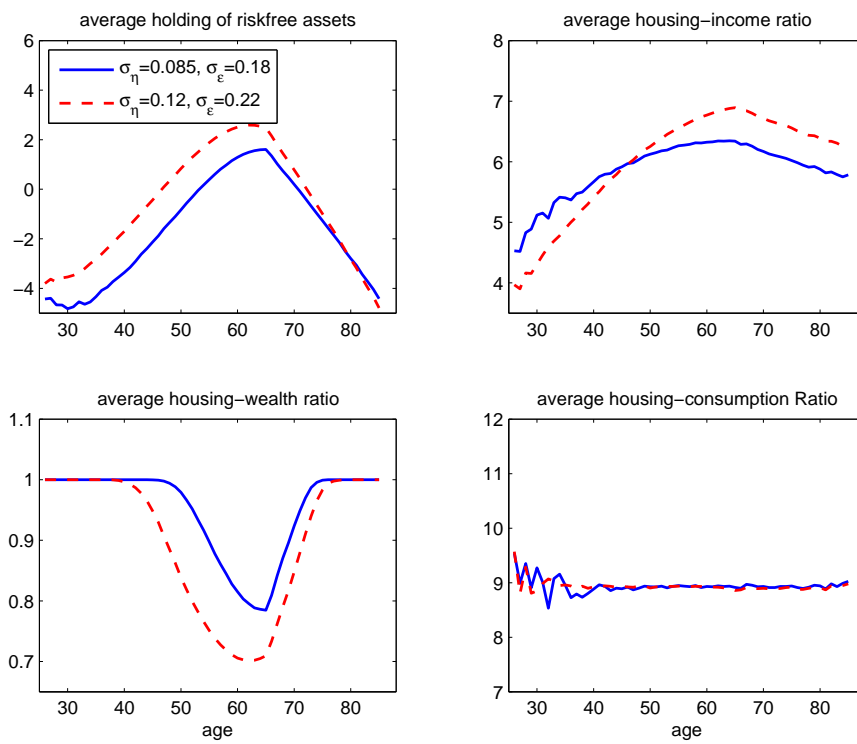 average holding of riskfree assets
6
4
2
0
−2
−4
30 40 50 60 70 80
ση=0.085, σε=0.18
ση=0.12, σε=0.22
average housing−income ratio
8
7
6
5
4
30 40 50 60 70 80
average housing−wealth ratio
1.1
1
0.9
0.8
0.7
30 40 50 60 70 80
age
average housing−consumption Ratio
12
11
10
9
8
7
30 40 50 60 70 80
age